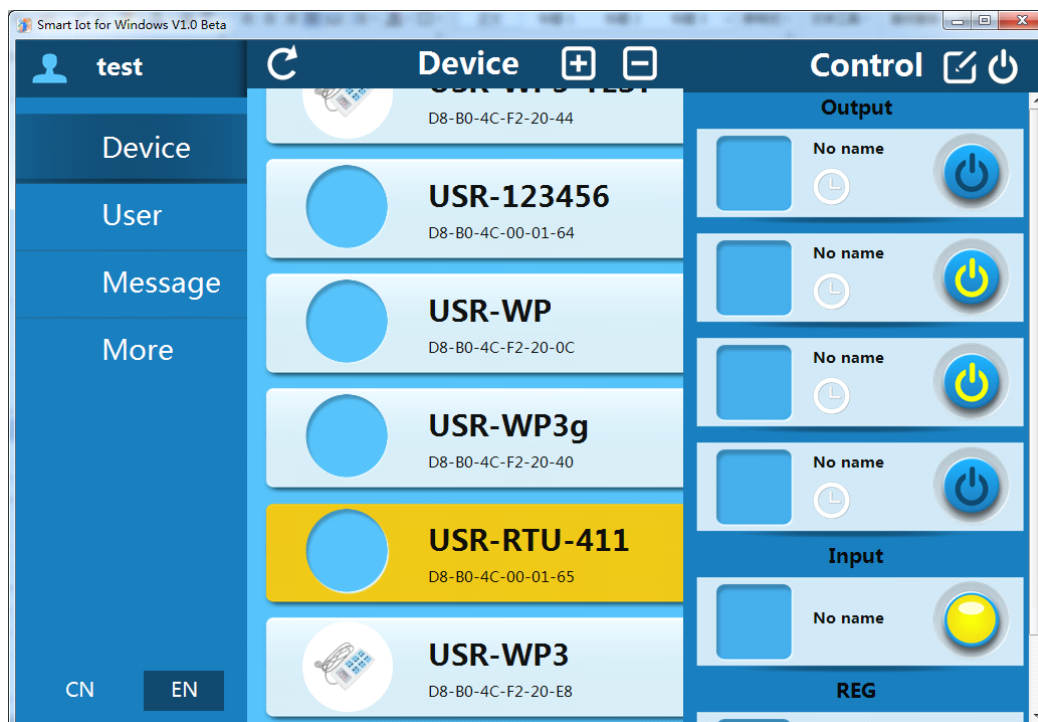 Smart Iot for Windows V1.0 Beta
test
Device
User
Message
More
CN EN
Device
D8-B0-4C-F2-20-44
USR-123456
D8-B0-4C-00-01-64
USR-WP
D8-B0-4C-F2-20-0C
USR-WP3g
D8-B0-4C-F2-20-40
USR-RTU-411
D8-B0-4C-00-01-65
USR-WP3
D8-B0-4C-F2-20-E8
Control
Output
No name
No name
No name
No name
Input
No name
REG